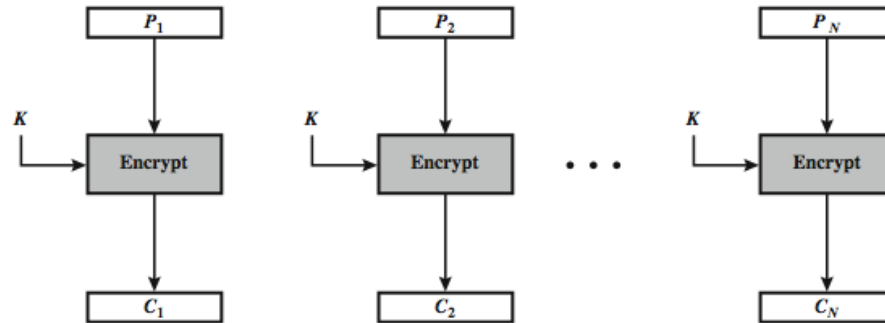 P1 P2 PN
K K K
Encrypt Encrypt • • • Encrypt
C1 C2 CN